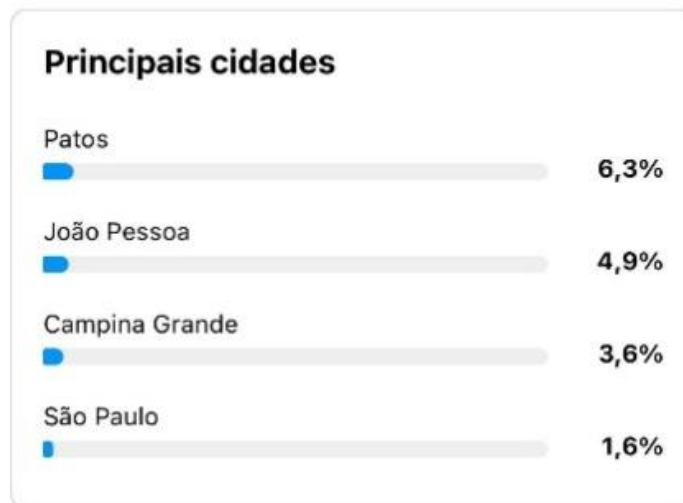 Principais cidades
Patos
6,3%
João Pessoa
4,9%
Campina Grande
3,6%
São Paulo
1,6%